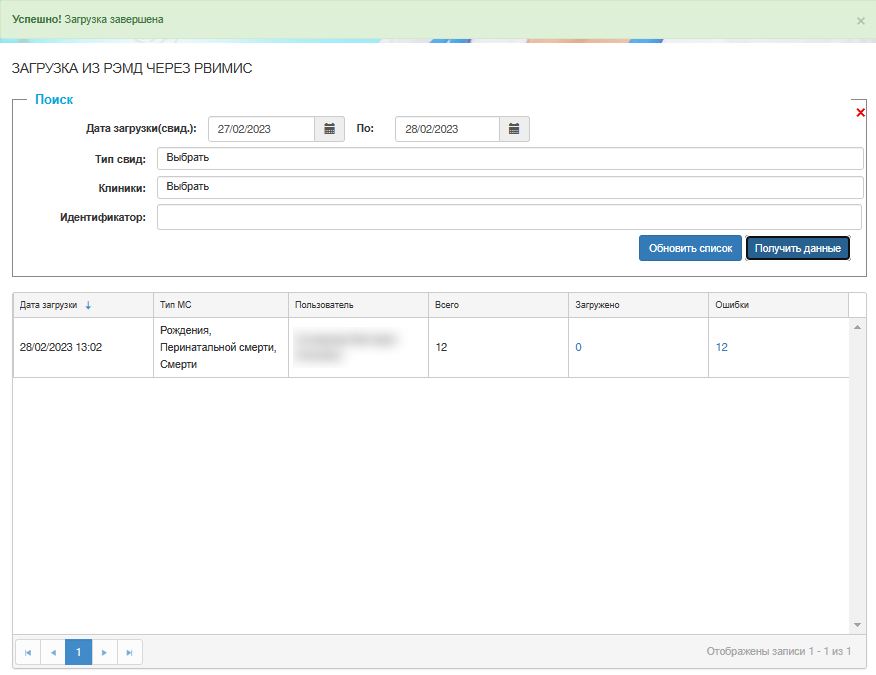 Успешно! Загрузка завершена
×
ЗАГРУЗКА ИЗ РЭМД ЧЕРЕЗ РВИМИС
Поиск
Дата загрузки(свид.): 27/02/2023 По: 28/02/2023
Тип свид: Выбрать
Клиники: Выбрать
Идентификатор:
Обновить список Получить данные
Дата загрузки Тип МС Пользователь Всего Загружено Ошибки
Рождения,
28/02/2023 13:02 Перинатальной смерти, 12 0 12
Смерти
1 Отображены записи 1 - 1 из 1